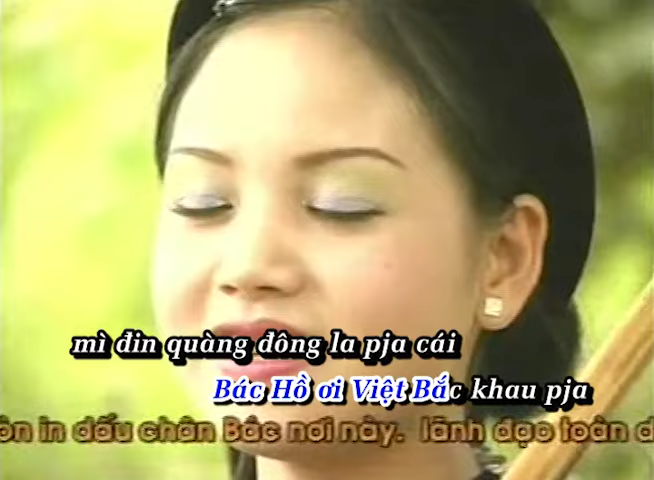 mì đin quàng đông la pja cái
Bác Hồ ơi Việt Bắc khau pja
òn in dấu chân Bác nơi này. lãnh đạo toàn d